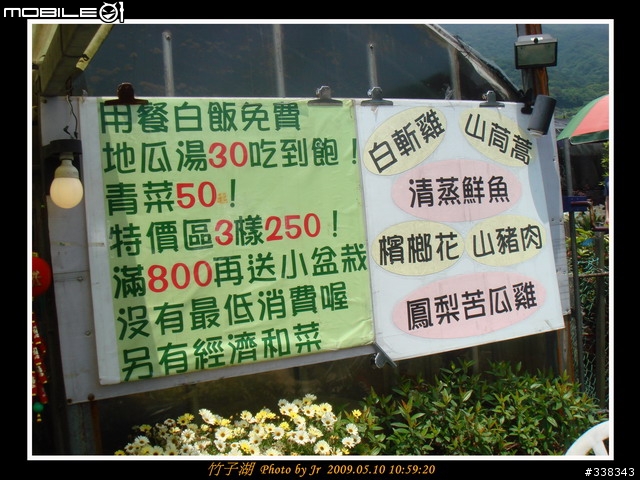 MOBILE01
用餐白飯免費
地瓜湯30吃到飽！
青菜50起！
特價區3樣250！
滿800再送小盆栽
沒有最低消費喔
另有經濟和菜
白斬雞
山茼蒿
清蒸鮮魚
檳榔花
山豬肉
鳳梨苦瓜雞
竹子湖 Photo by Jr 2009.05.10 10:59:20
#338343